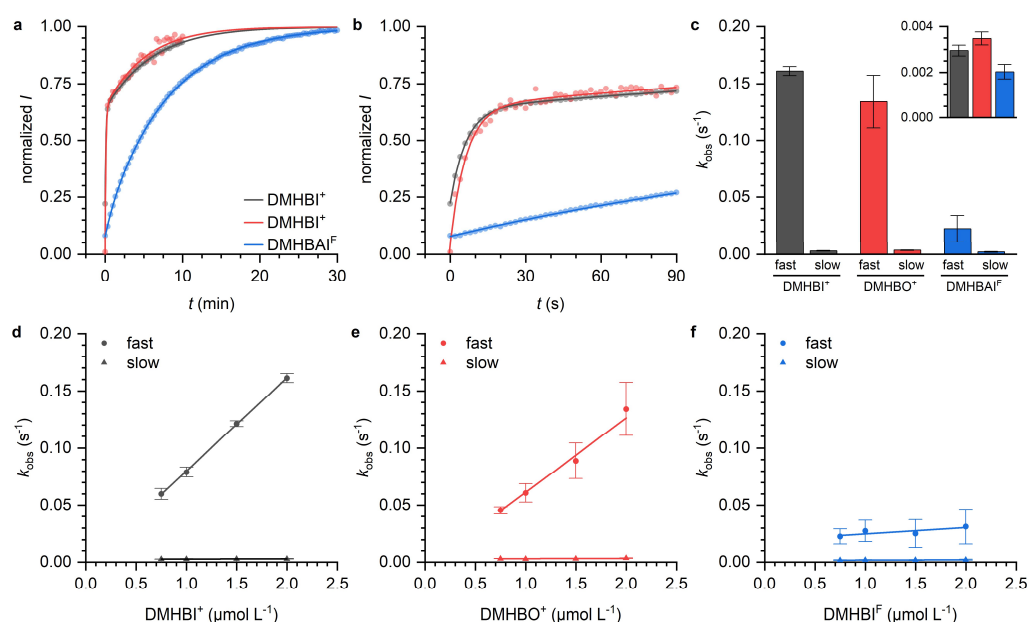 a
1.00
0.75
0.50
0.25
0.00
normalized I
DMHBI+
DMHBI+
DMHBAIF
0
10
20
30
t (min)
b
1.00
0.75
0.50
0.25
0.00
normalized I
0
30
60
90
t (s)
c
0.20
0.15
0.10
0.05
0.00
kobs (s-1)
0.004
0.002
0.000
fast slow fast slow fast slow
DMHBI+ DMHBO+ DMHBAIF
d
0.20
0.15
0.10
0.05
0.00
kobs (s-1)
fast
slow
0.0 0.5 1.0 1.5 2.0 2.5
DMHBI+ (µmol L-1)
e
0.20
0.15
0.10
0.05
0.00
kobs (s-1)
fast
slow
0.0 0.5 1.0 1.5 2.0 2.5
DMHBO+ (µmol L-1)
f
0.20
0.15
0.10
0.05
0.00
kobs (s-1)
fast
slow
0.0 0.5 1.0 1.5 2.0 2.5
DMHBIF (µmol L-1)